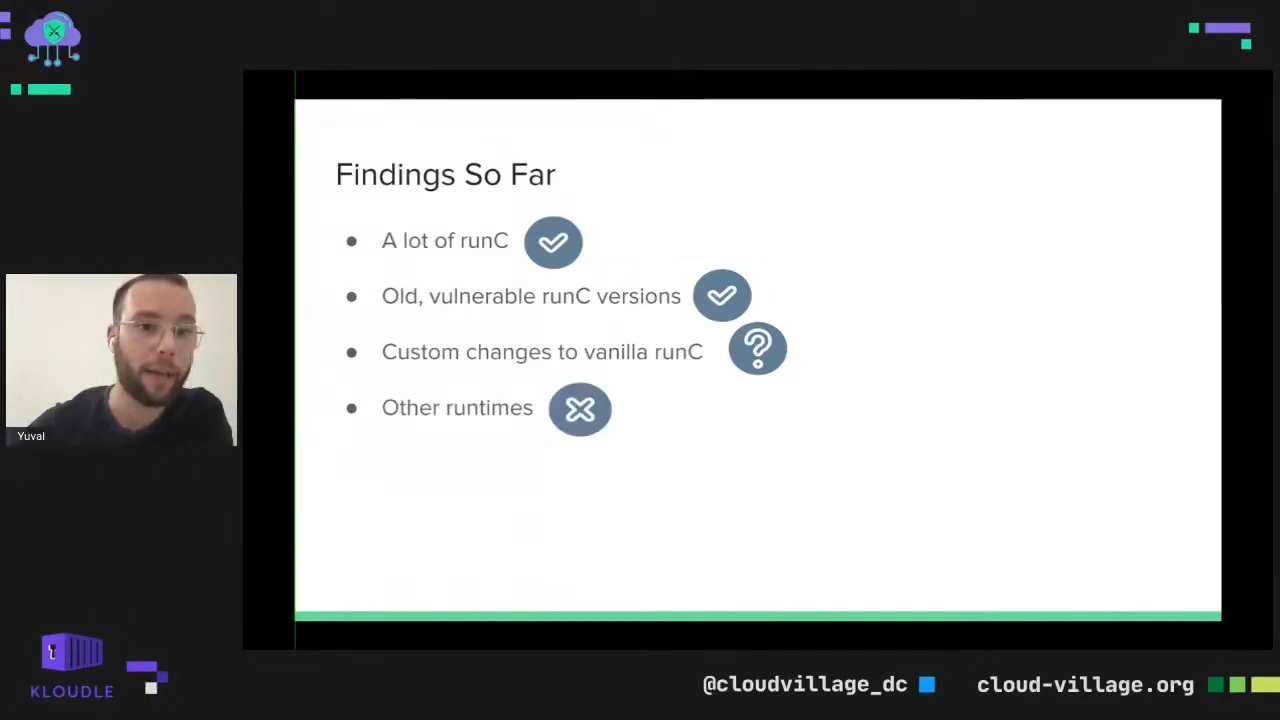 Findings So Far
● A lot of runC
● Old, vulnerable runC versions
● Custom changes to vanilla runC
● Other runtimes
Yuval
KLOUDLE
@cloudvillage_dc
cloud-village.org